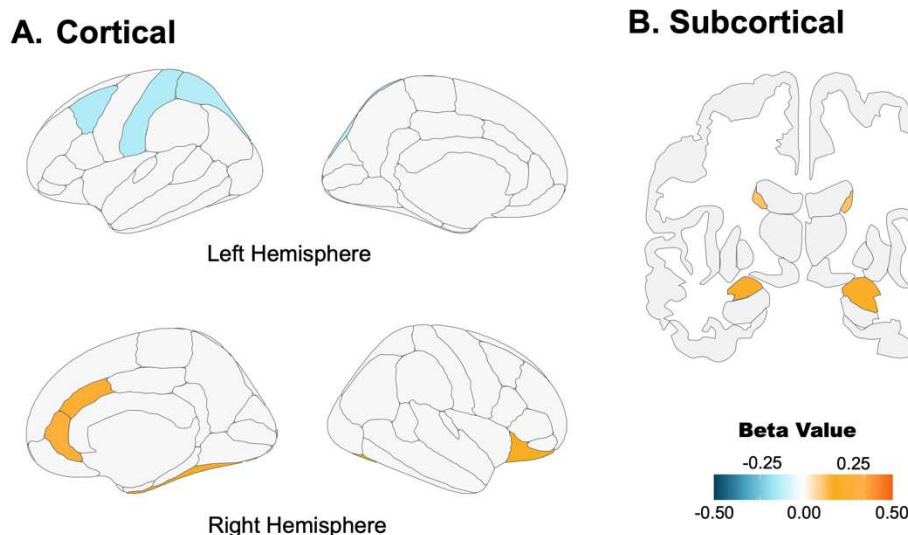 A. Cortical
B. Subcortical
Left Hemisphere
Right Hemisphere
Beta Value
-0.25 0.25
-0.50 0.00 0.50